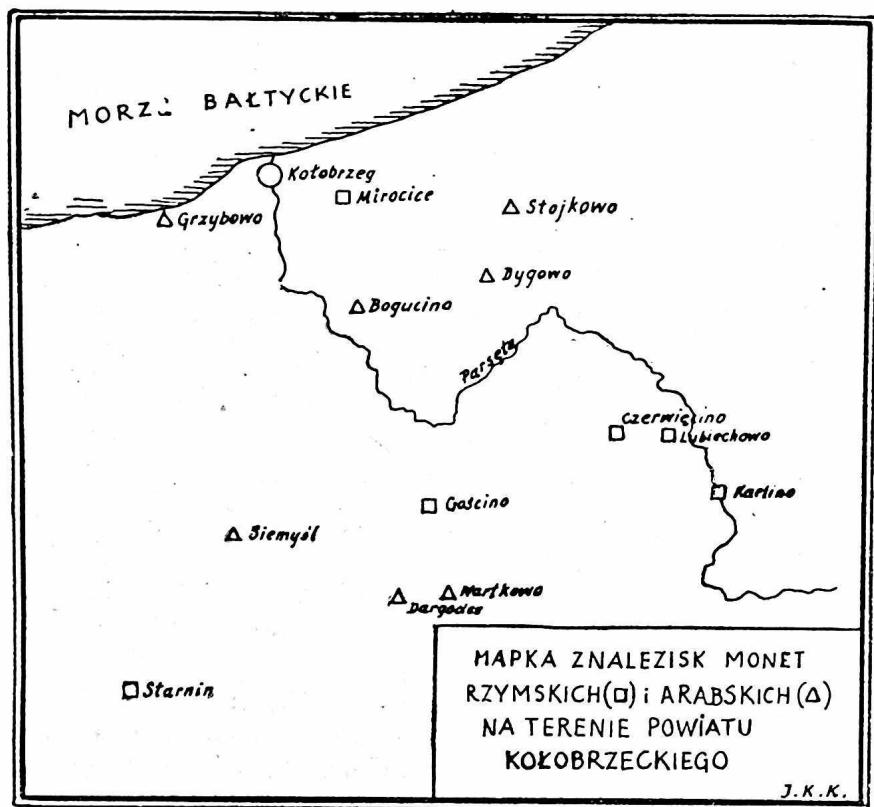 MORZE BAŁTYCKIE
Kołobrzeg
Mirocice
Stojkowo
Grzybowo
Dygowo
Bogucino
Parsęta
Czerwięcino
Lubiechowo
Karlino
Gościno
Siemyśl
Wartkowo
Dargocice
Starnin
MAPKA ZNALEZISK MONET
RZYMSKICH(□) i ARABSKICH(△)
NA TERENIE POWIATU
KOŁOBRZECKIEGO
J.K.K.